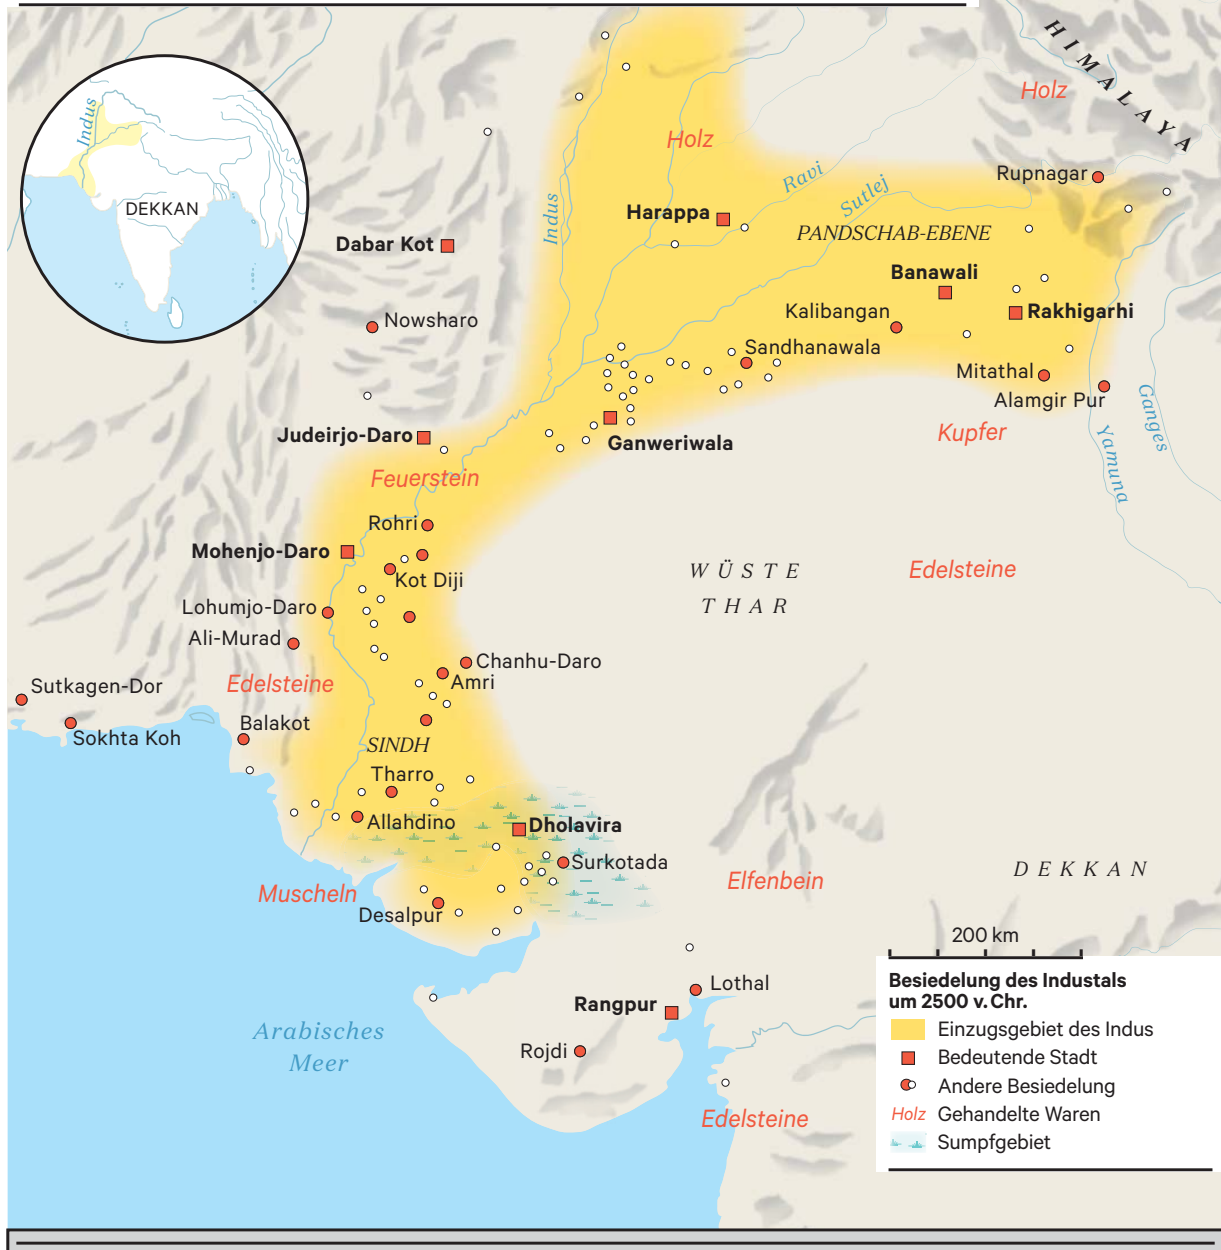 HIMALAYA
Holz
Indus
Holz
Rupnagar
Ravi
Sutlej
DEKKAN
Indus
Harappa
PANDSCHAB-EBENE
Dabar Kot
Banawali
Nowsharo
Kalibangan
Rakhigarhi
Sandhanawala
Mitathal
Alamgir Pur
Ganges
Judeirjo-Daro
Ganweriwala
Kupfer
Yamuna
Feuerstein
Rohri
Mohenjo-Daro
Kot Diji
WÜSTE
THAR
Edelsteine
Lohumjo-Daro
Ali-Murad
Chanhu-Daro
Amri
Sutkagen-Dor
Edelsteine
Sokhta Koh
Balakot
SINDH
Tharro
Allahdino
Dholavira
Surkotada
Elfenbein
DEKKAN
Muscheln
Desalpur
200 km
Lothal
Rangpur
Arabisches
Meer
Rojdi
Edelsteine
Besiedelung des Industals
um 2500 v. Chr.
Einzugsgebiet des Indus
Bedeutende Stadt
Andere Besiedelung
Holz Gehandelte Waren
Sumpfgebiet